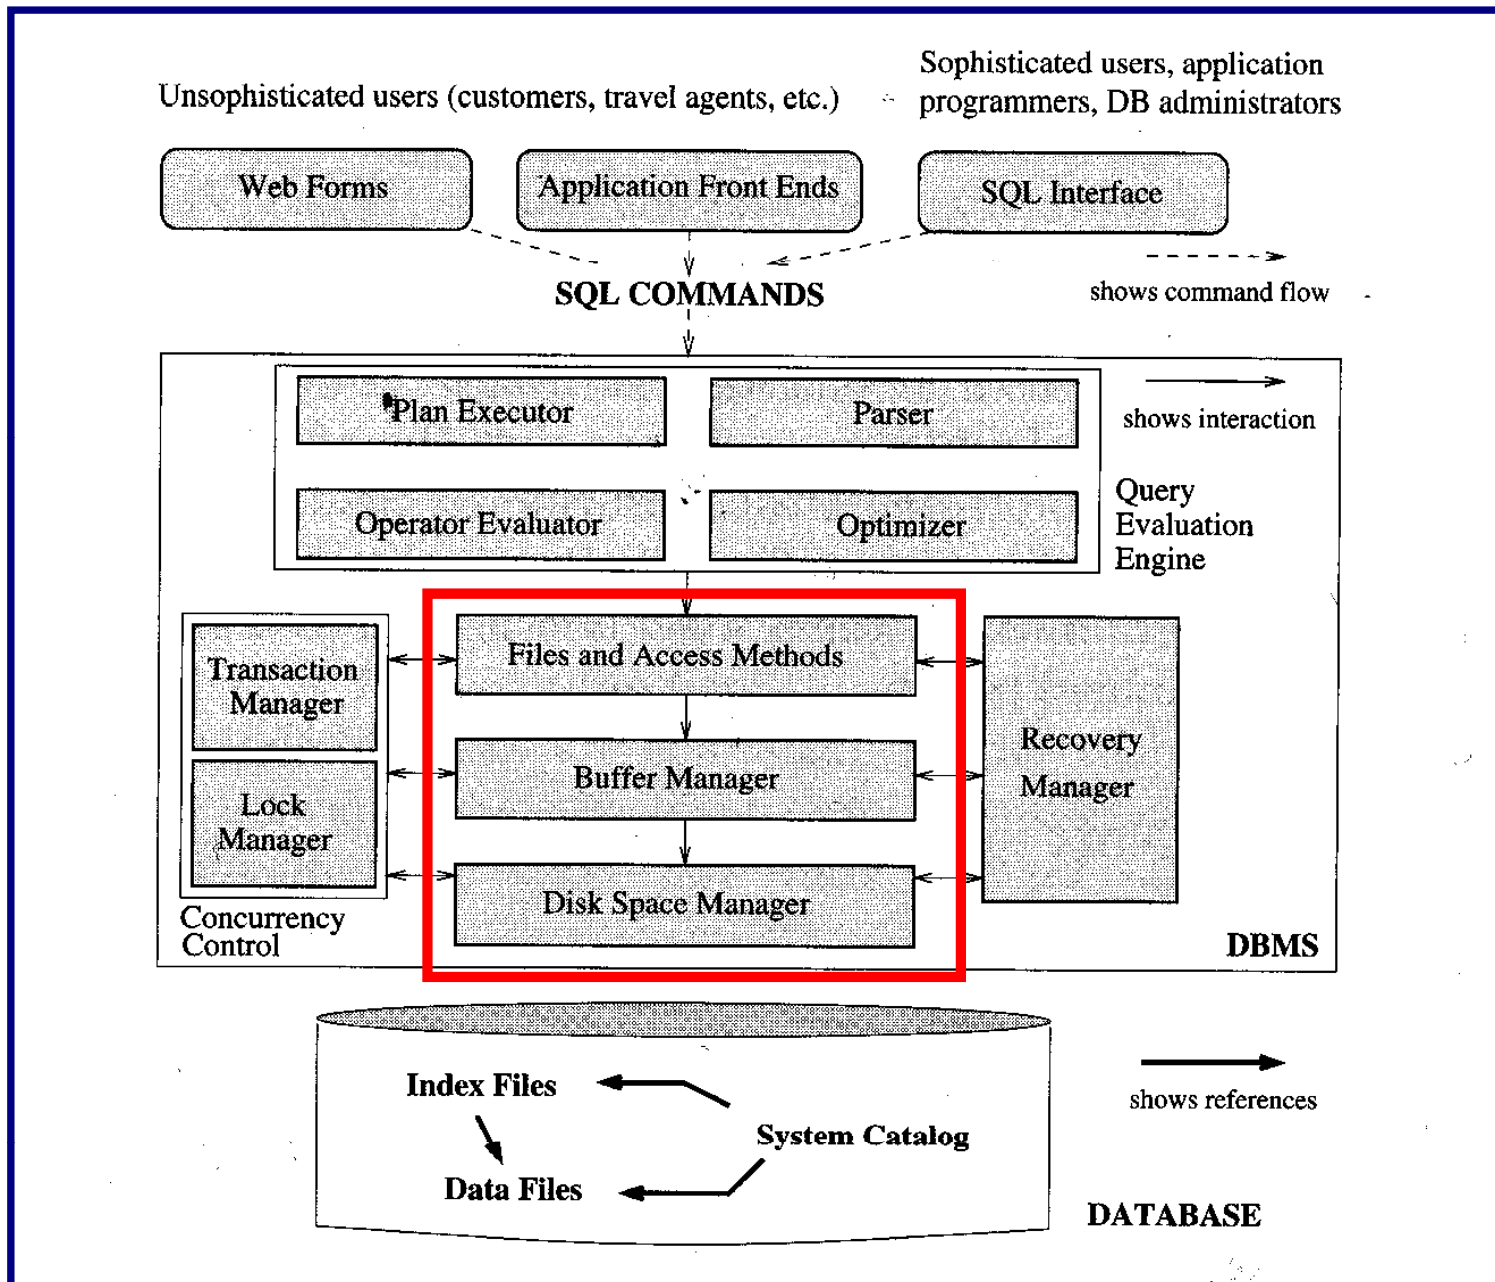 Unsophisticated users (customers, travel agents, etc.)
Sophisticated users, application
programmers, DB administrators
Web Forms
Application Front Ends
SQL Interface
SQL COMMANDS
shows command flow
Plan Executor
Parser
shows interaction
Operator Evaluator
Optimizer
Query
Evaluation
Engine
Files and Access Methods
Transaction
Manager
Buffer Manager
Recovery
Manager
Lock
Manager
Disk Space Manager
Concurrency
Control
DBMS
Index Files
shows references
System Catalog
Data Files
DATABASE